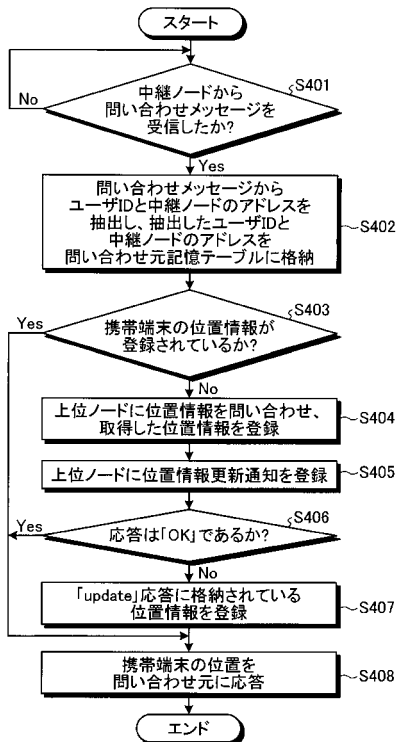 スタート
中継ノードから
問い合わせメッセージを
受信したか?
S401
No
Yes
問い合わせメッセージから
ユーザIDと中継ノードのアドレスを
抽出し、抽出したユーザIDと
中継ノードのアドレスを
問い合わせ元記憶テーブルに格納
S402
携帯端末の位置情報が
登録されているか?
S403
Yes
No
上位ノードに位置情報を問い合わせ、
取得した位置情報を登録
S404
上位ノードに位置情報更新通知を登録
S405
応答は「OK」であるか?
S406
Yes
No
「update」応答に格納されている
位置情報を登録
S407
携帯端末の位置を
問い合わせ元に応答
S408
エンド